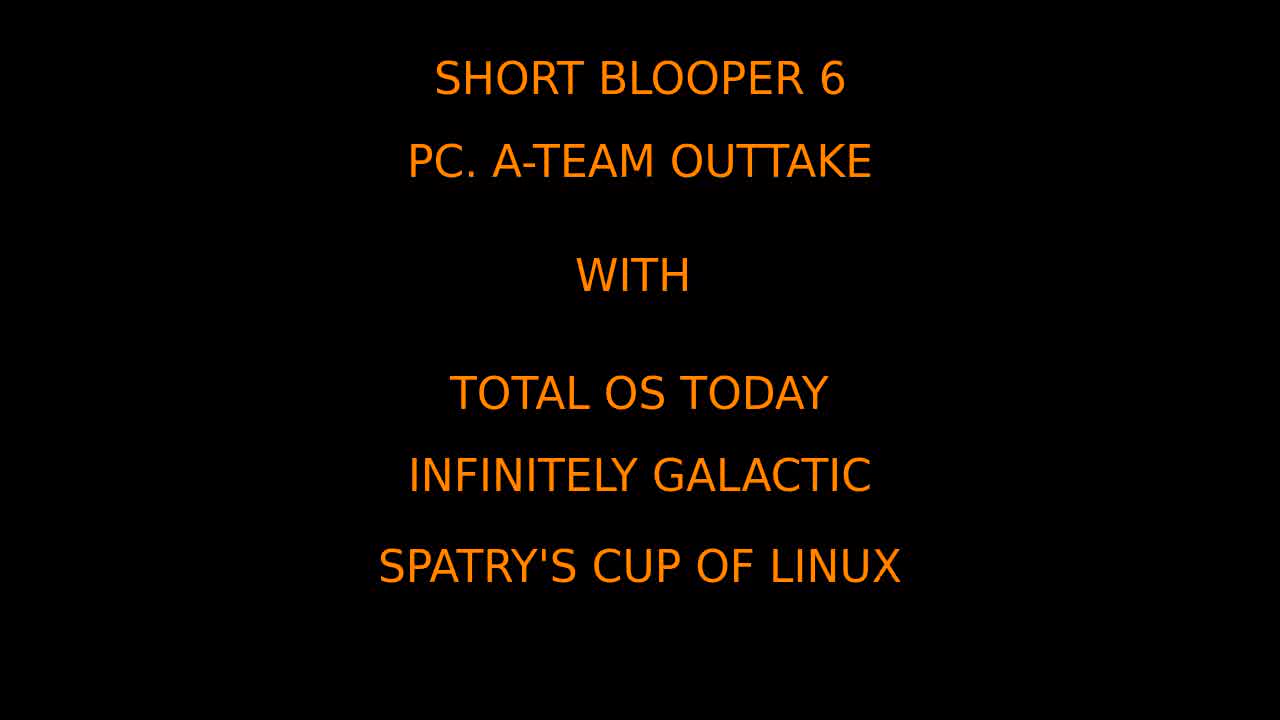 SHORT BLOOPER 6
PC. A-TEAM OUTTAKE
WITH
TOTAL OS TODAY
INFINITELY GALACTIC
SPATRY'S CUP OF LINUX